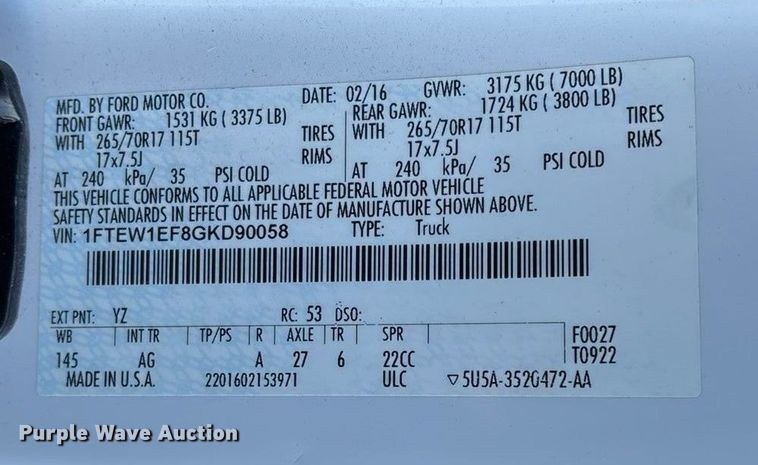 MFD. BY FORD MOTOR CO. DATE: 02/16 GVWR: 3175 KG ( 7000 LB)
FRONT GAWR: 1531 KG ( 3375 LB) REAR GAWR: 1724 KG ( 3800 LB)
WITH 265/70R17 115T TIRES WITH 265/70R17 115T TIRES
17x7.5J RIMS 17x7.5J RIMS
AT 240 kPa/ 35 PSI COLD AT 240 kPa/ 35 PSI COLD
THIS VEHICLE CONFORMS TO ALL APPLICABLE FEDERAL MOTOR VEHICLE
SAFETY STANDARDS IN EFFECT ON THE DATE OF MANUFACTURE SHOWN ABOVE.
VIN: 1FTEW1EF8GKD90058 TYPE: Truck
EXT PNT: YZ RC: 53 DSO:
WB INT TR TP/PS R AXLE TR SPR F0027
145 AG A 27 6 22CC T0922
MADE IN U.S.A. 2201602153971 ULC ▽5U5A-3520472-AA
Purple Wave Auction